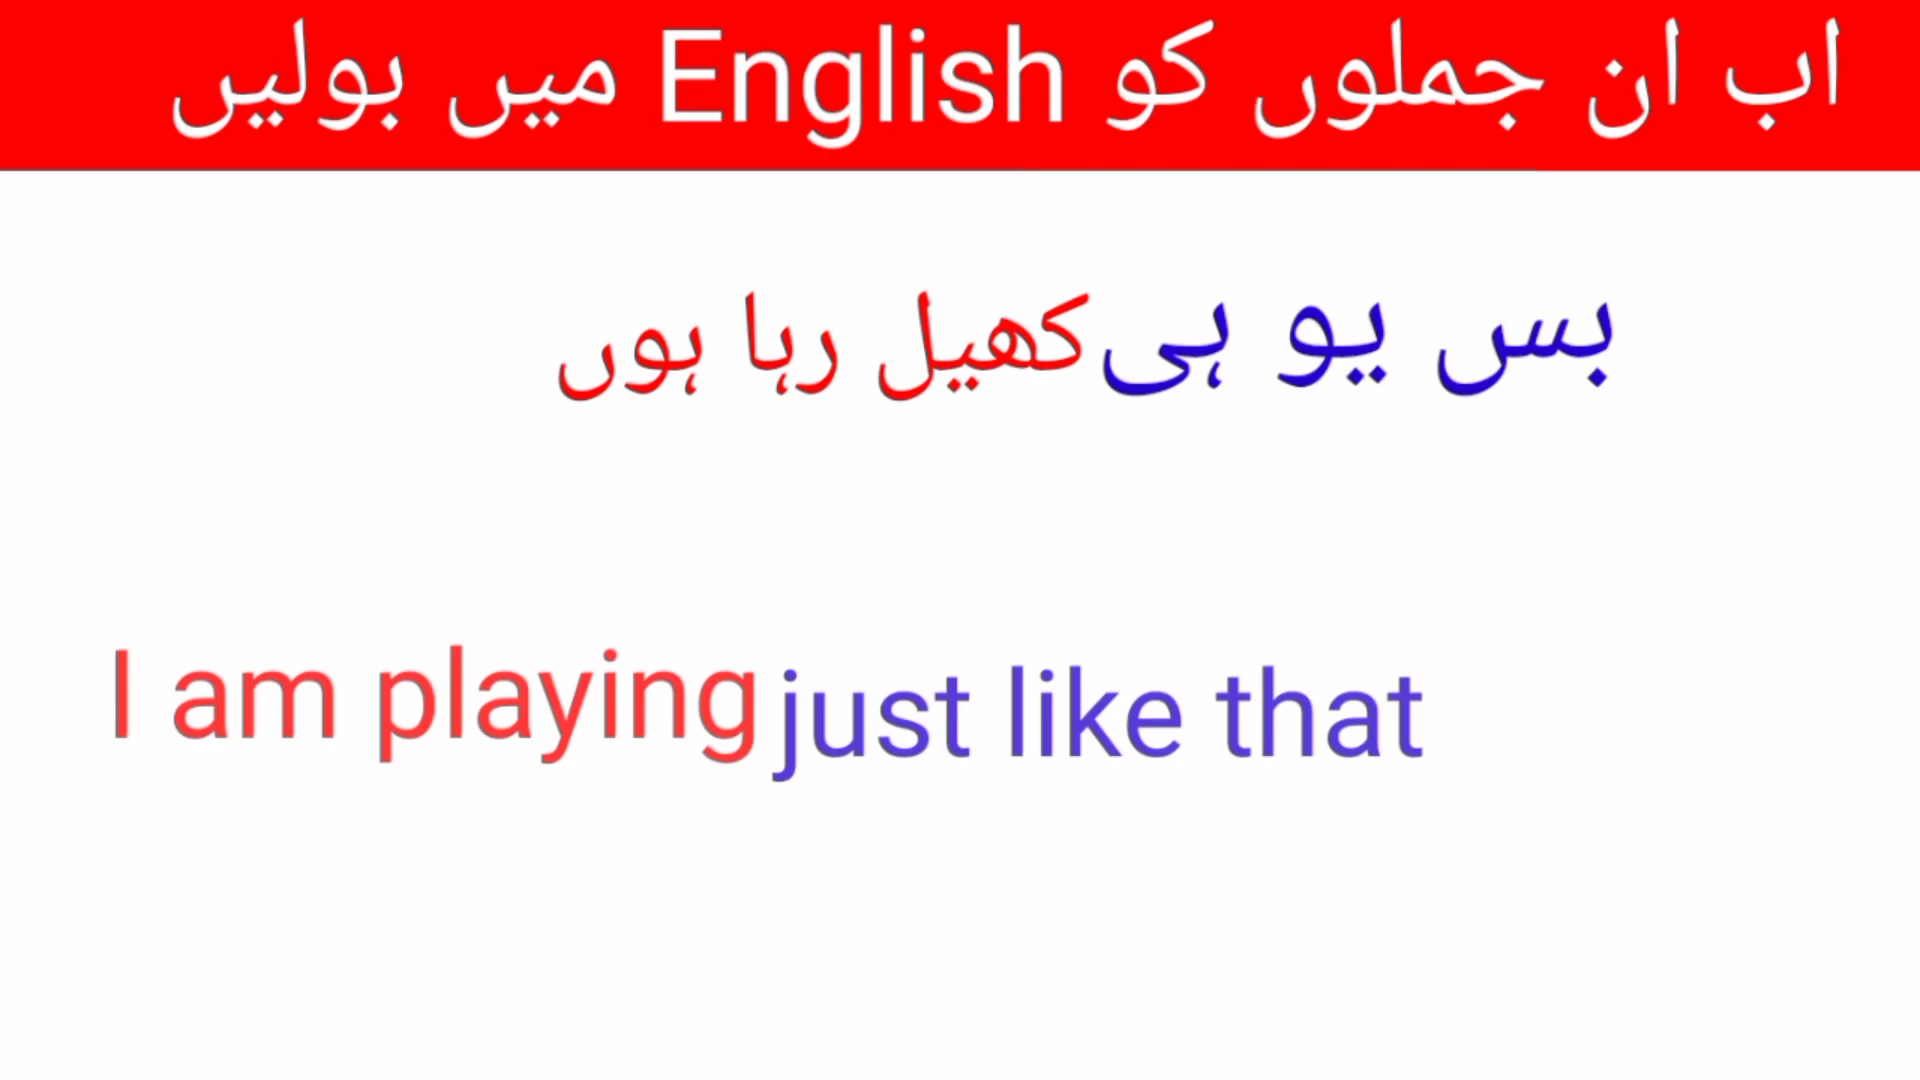 اب ان جملوں کو English میں بولیں
بس یو ہی کھیل رہا ہوں
I am playing just like that